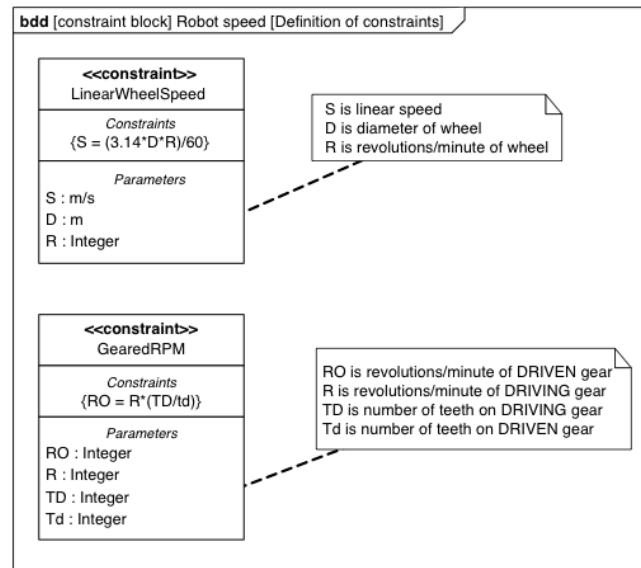 bdd [constraint block] Robot speed [Definition of constraints]
<<constraint>>
LinearWheelSpeed
Constraints
{S = (3.14*D*R)/60}
Parameters
S : m/s
D : m
R : Integer
S is linear speed
D is diameter of wheel
R is revolutions/minute of wheel
<<constraint>>
GearedRPM
Constraints
{RO = R*(TD/td)}
Parameters
RO : Integer
R : Integer
TD : Integer
Td : Integer
RO is revolutions/minute of DRIVEN gear
R is revolutions/minute of DRIVING gear
TD is number of teeth on DRIVING gear
Td is number of teeth on DRIVEN gear